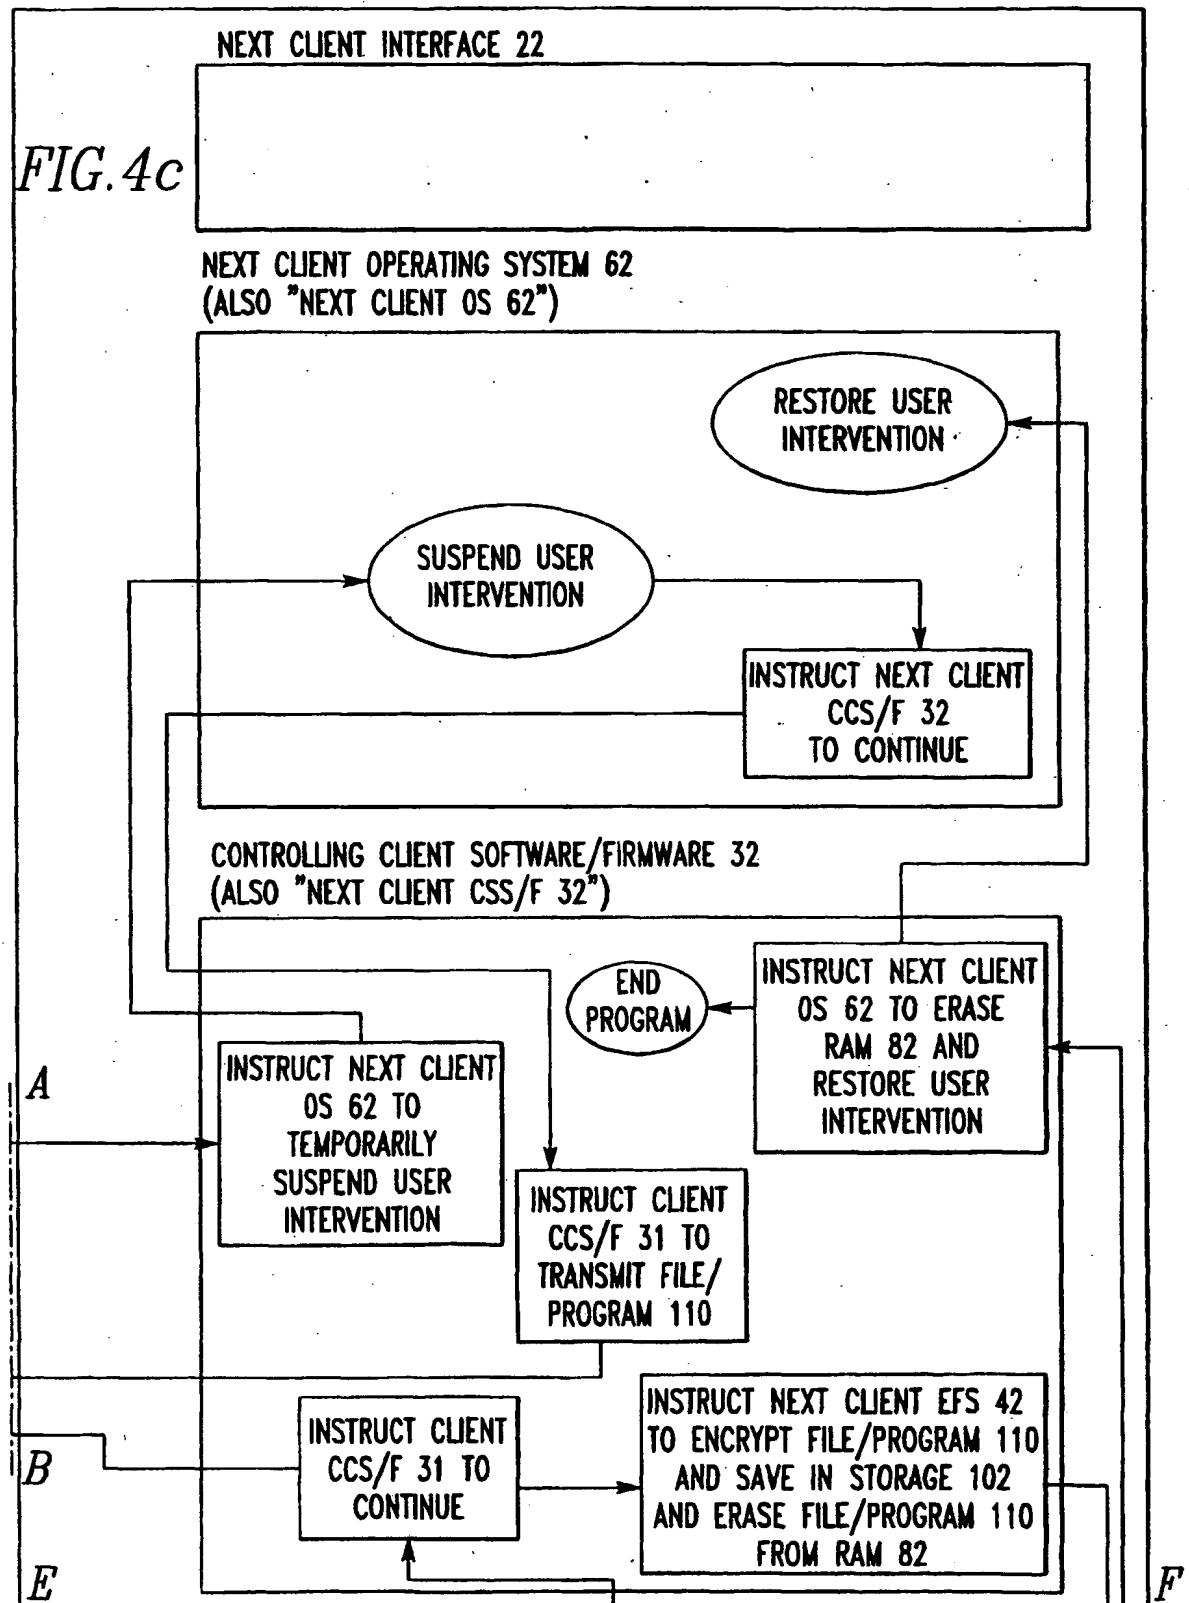 NEXT CLIENT INTERFACE 22
FIG. 4c
NEXT CLIENT OPERATING SYSTEM 62
(ALSO "NEXT CLIENT OS 62")
RESTORE USER
INTERVENTION
SUSPEND USER
INTERVENTION
INSTRUCT NEXT CLIENT
CCS/F 32
TO CONTINUE
CONTROLLING CLIENT SOFTWARE/FIRMWARE 32
(ALSO "NEXT CLIENT CSS/F 32")
END
PROGRAM
INSTRUCT NEXT CLIENT
OS 62 TO ERASE
RAM 82 AND
RESTORE USER
INTERVENTION
A
INSTRUCT NEXT CLIENT
OS 62 TO
TEMPORARILY
SUSPEND USER
INTERVENTION
INSTRUCT CLIENT
CCS/F 31 TO
TRANSMIT FILE/
PROGRAM 110
B
INSTRUCT CLIENT
CCS/F 31 TO
CONTINUE
INSTRUCT NEXT CLIENT EFS 42
TO ENCRYPT FILE/PROGRAM 110
AND SAVE IN STORAGE 102
AND ERASE FILE/PROGRAM 110
FROM RAM 82
E
F